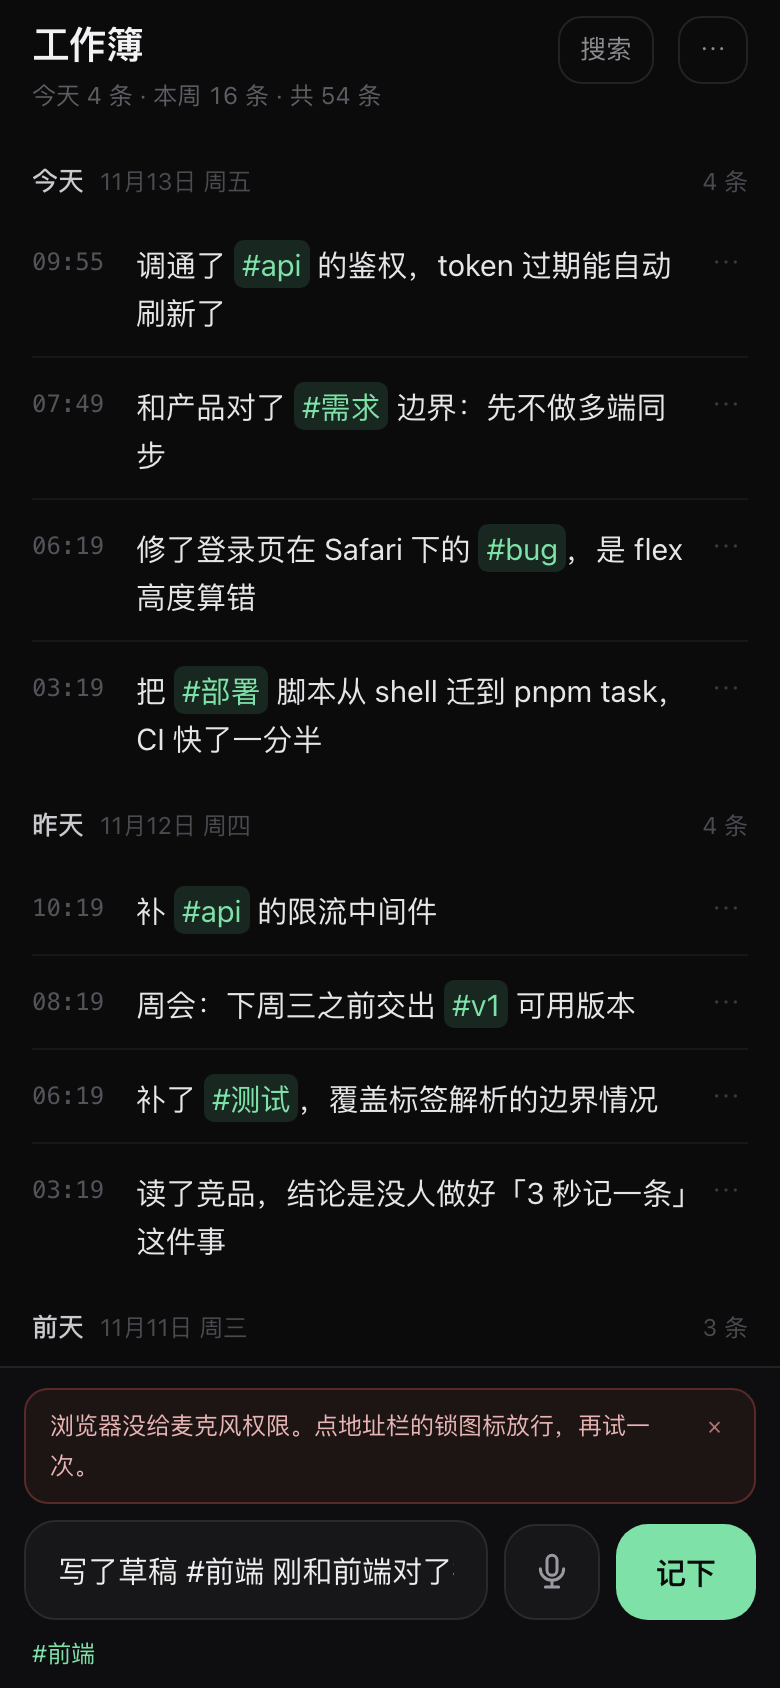 工作簿
搜索
···
今天 4 条 · 本周 16 条 · 共 54 条
今天 11月13日 周五 4 条
09:55 调通了 #api 的鉴权，token 过期能自动 ···
刷新了
07:49 和产品对了 #需求 边界：先不做多端同 ···
步
06:19 修了登录页在 Safari 下的 #bug，是 flex ···
高度算错
03:19 把 #部署 脚本从 shell 迁到 pnpm task， ···
CI 快了一分半
昨天 11月12日 周四 4 条
10:19 补 #api 的限流中间件 ···
08:19 周会：下周三之前交出 #v1 可用版本 ···
06:19 补了 #测试，覆盖标签解析的边界情况 ···
03:19 读了竞品，结论是没人做好「3 秒记一条」 ···
这件事
前天 11月11日 周三 3 条
浏览器没给麦克风权限。点地址栏的锁图标放行，再试一 ×
次。
写了草稿 #前端 刚和前端对了
记下
#前端